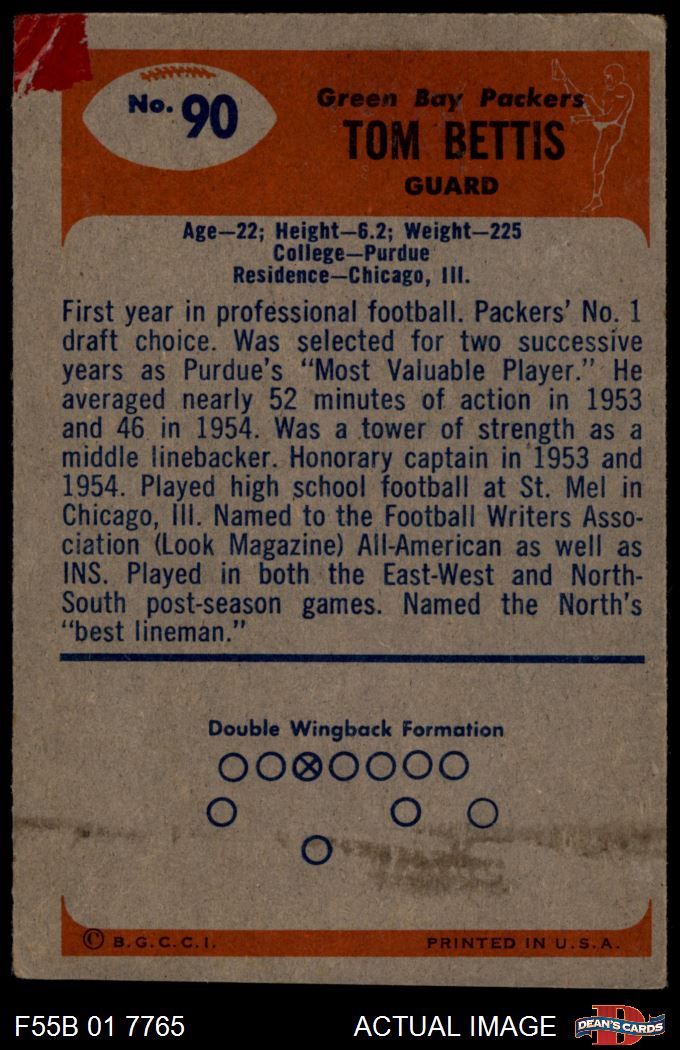 No. 90
Green Bay Packers
TOM BETTIS
GUARD
Age—22; Height—6.2; Weight—225
College—Purdue
Residence—Chicago, Ill.
First year in professional football. Packers' No. 1
draft choice. Was selected for two successive
years as Purdue's "Most Valuable Player." He
averaged nearly 52 minutes of action in 1953
and 46 in 1954. Was a tower of strength as a
middle linebacker. Honorary captain in 1953 and
1954. Played high school football at St. Mel in
Chicago, Ill. Named to the Football Writers Asso-
ciation (Look Magazine) All-American as well as
INS. Played in both the East-West and North-
South post-season games. Named the North's
"best lineman."
Double Wingback Formation
© B.G.C.C.I. PRINTED IN U.S.A.
F55B 01 7765 ACTUAL IMAGE D DEAN'S CARDS